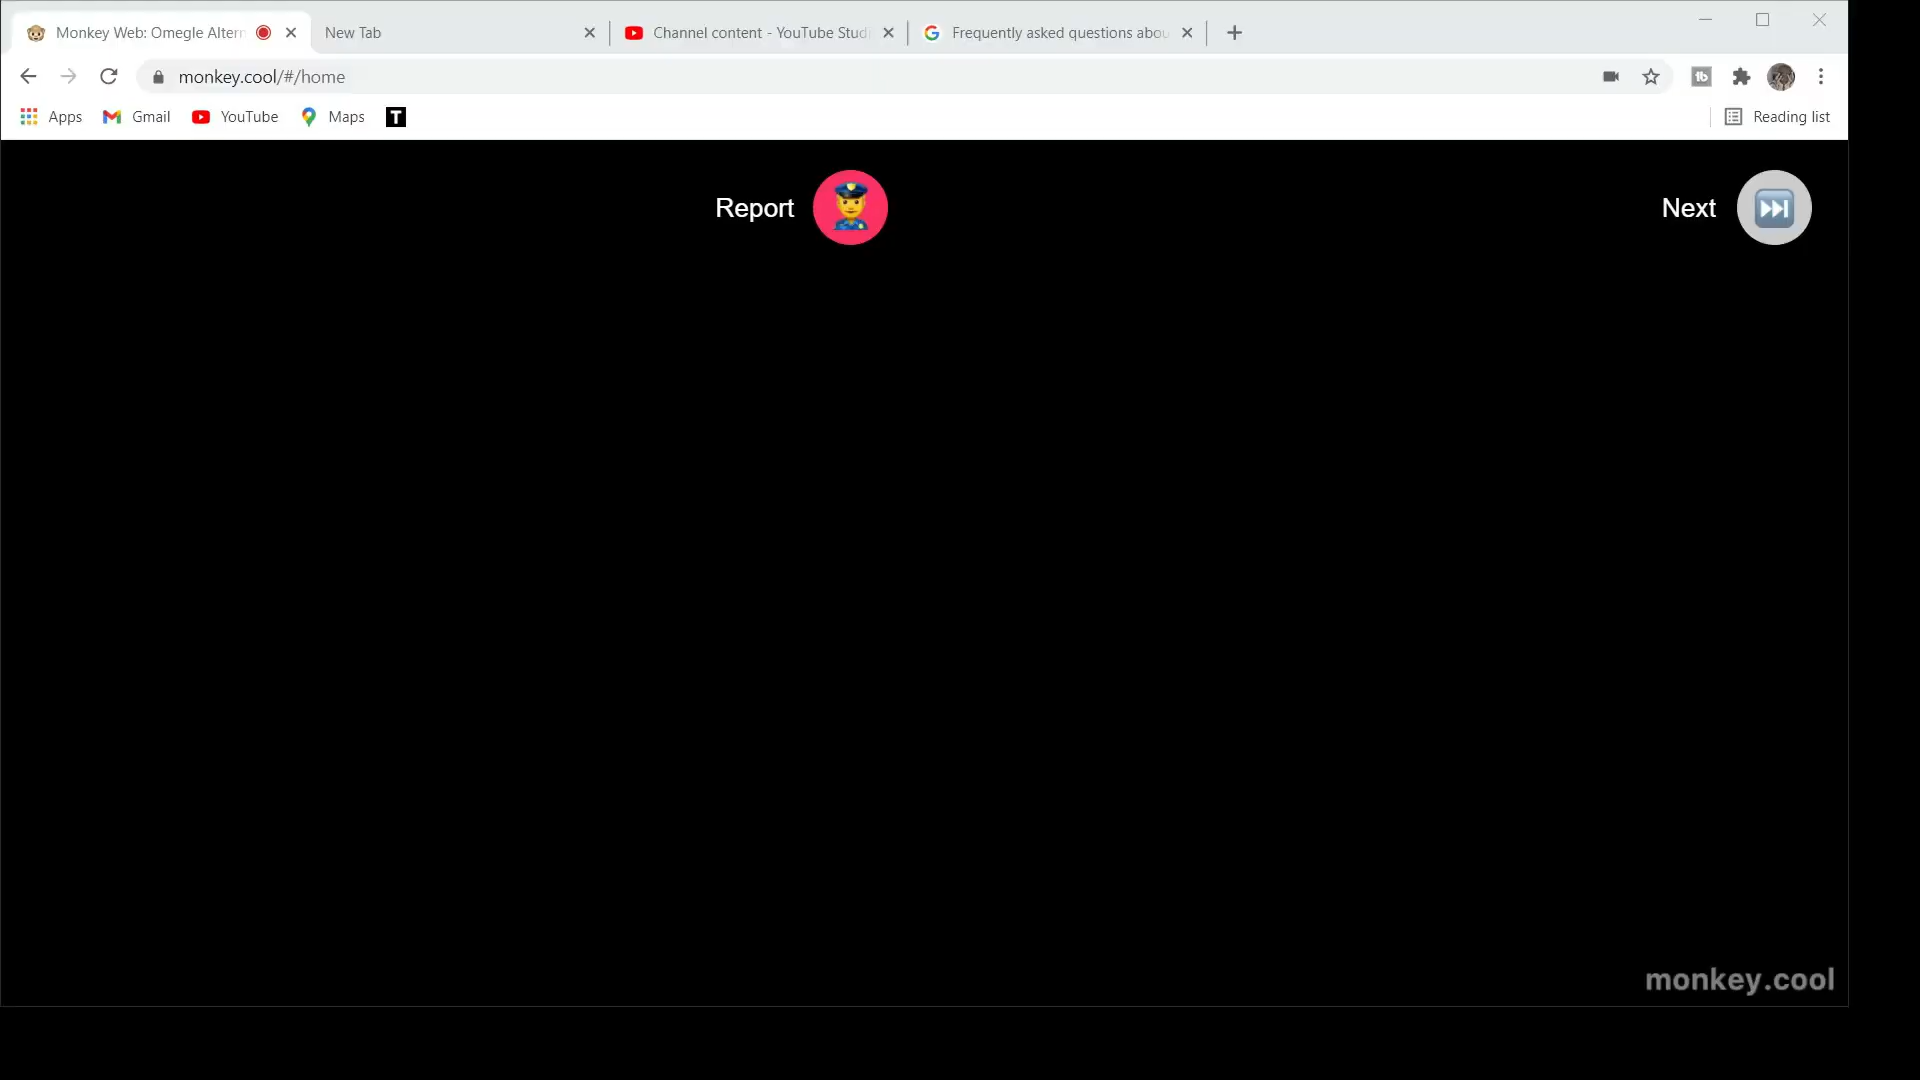 Monkey Web: Omegle Altern
New Tab
Channel content - YouTube Studi
Frequently asked questions abou
monkey.cool/#/home
tb
Apps
Gmail
YouTube
Maps
T
Reading list
Report
Next
monkey.cool